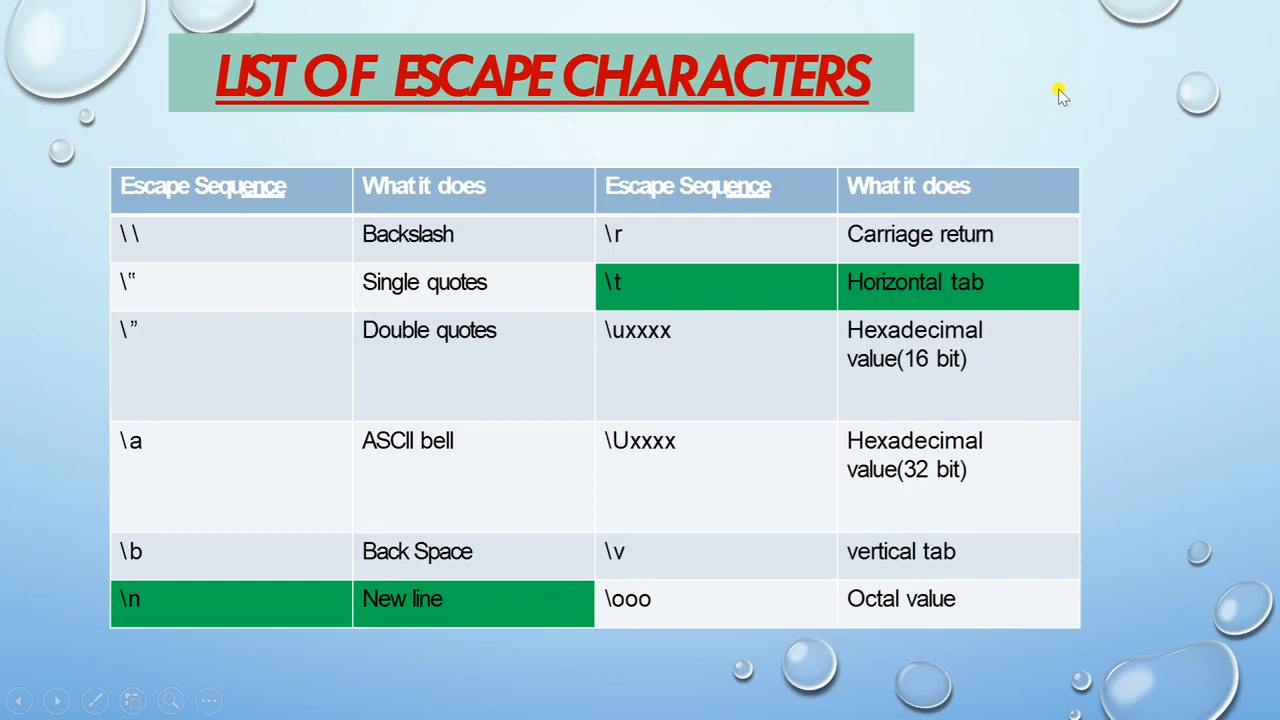 LIST OF ESCAPE CHARACTERS
Escape Sequence What it does Escape Sequence What it does
\\ Backslash \r Carriage return
\‟ Single quotes \t Horizontal tab
\” Double quotes \uxxxx Hexadecimal
value(16 bit)
\a ASCII bell \Uxxxx Hexadecimal
value(32 bit)
\b Back Space \v vertical tab
\n New line \ooo Octal value